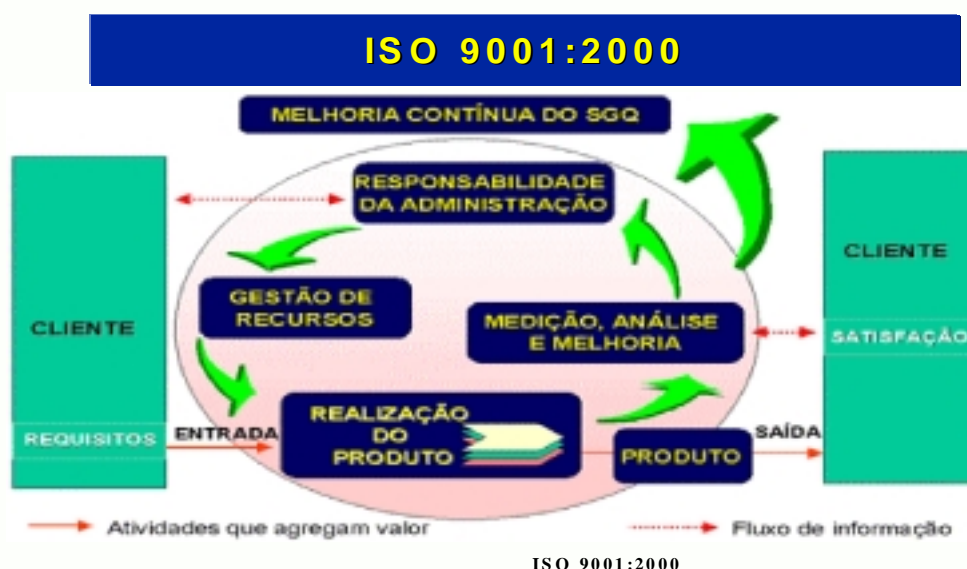 ISO 9001:2000
MELHORIA CONTÍNUA DO SGQ
RESPONSABILIDADE
DA ADMINISTRAÇÃO
CLIENTE
GESTÃO DE
RECURSOS
CLIENTE
MEDIÇÃO, ANÁLISE
E MELHORIA
SATISFAÇÃO
REALIZAÇÃO
DO
PRODUTO
REQUISITOS
ENTRADA
PRODUTO
SAÍDA
Atividades que agregam valor
Fluxo de informação
ISO 9001:2000